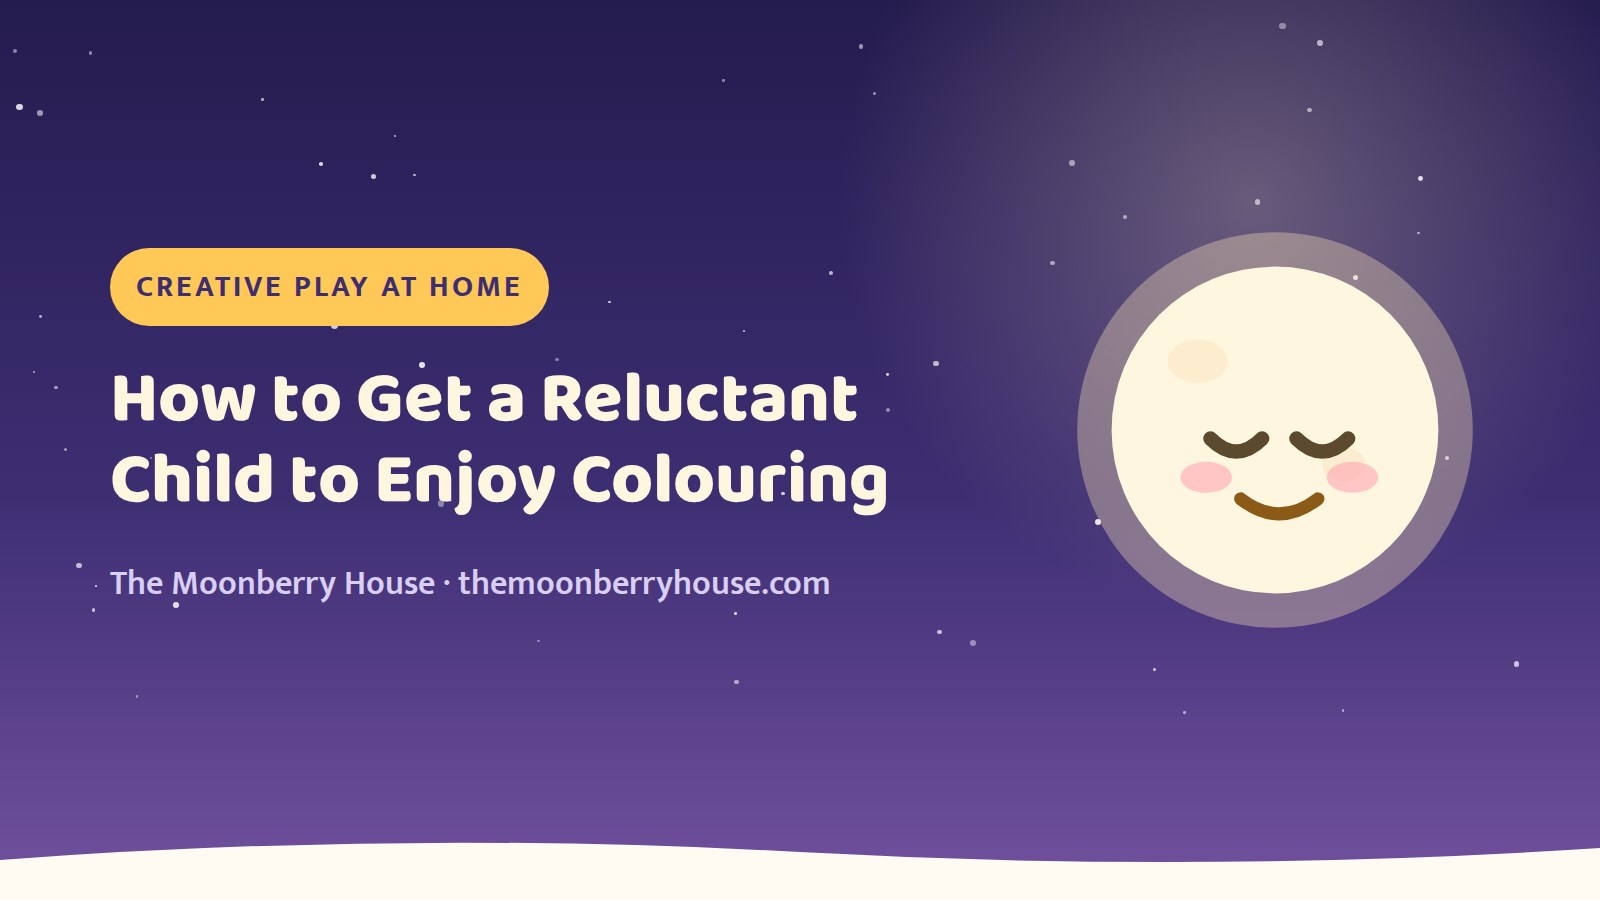 CREATIVE PLAY AT HOME
How to Get a Reluctant
Child to Enjoy Colouring
The Moonberry House · themoonberryhouse.com